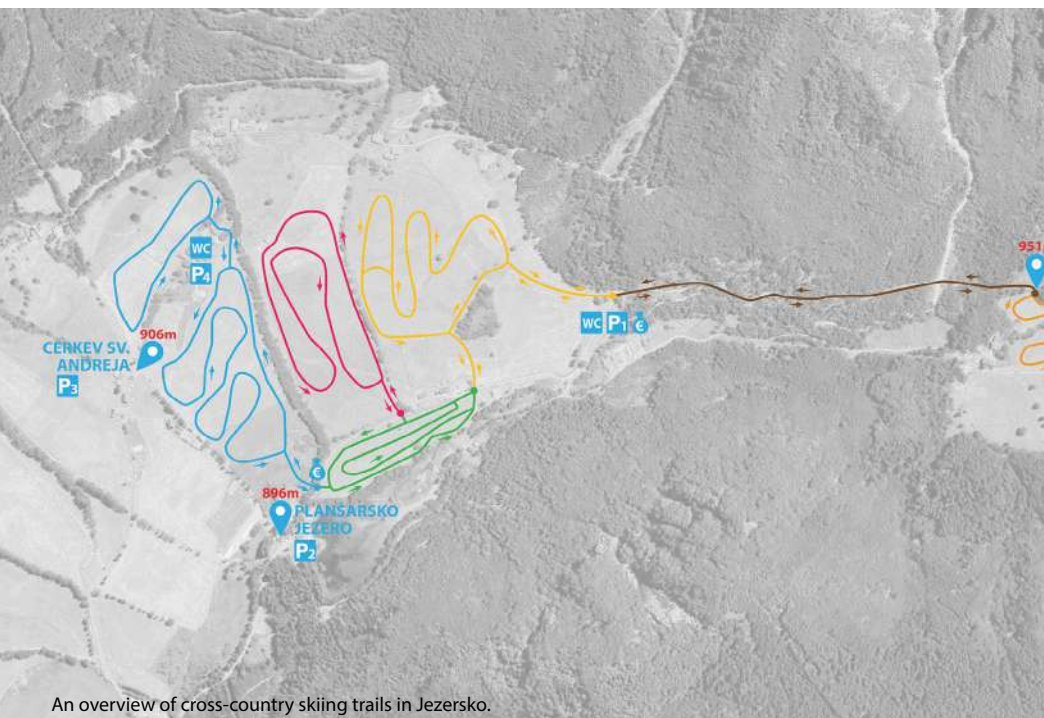 951
WC
P4
906m
CERKEV SV.
ANDREJA
P3
WC P1 €
€
896m
PLANŠARSKO
JEZERO
P2
An overview of cross-country skiing trails in Jezersko.